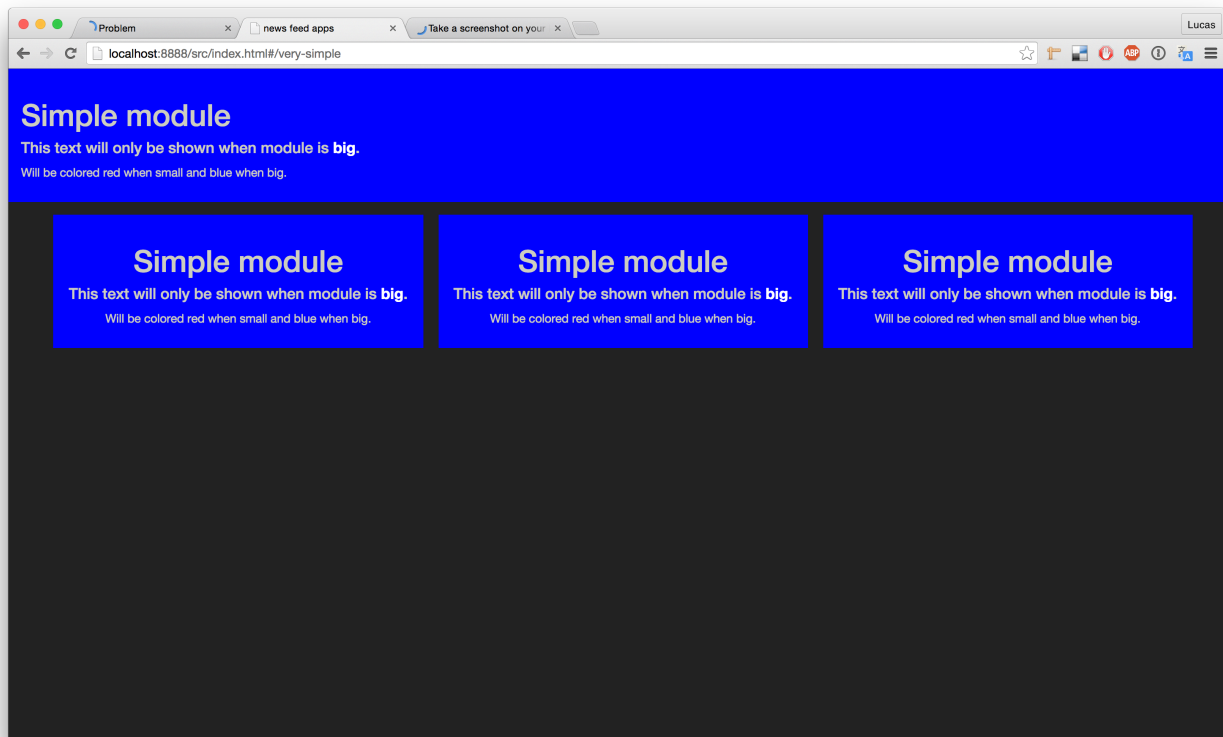 Problem
news feed apps
Take a screenshot on your
Lucas
localhost:8888/src/index.html#/very-simple
ABP
Simple module
This text will only be shown when module is big.
Will be colored red when small and blue when big.
Simple module
This text will only be shown when module is big.
Will be colored red when small and blue when big.
Simple module
This text will only be shown when module is big.
Will be colored red when small and blue when big.
Simple module
This text will only be shown when module is big.
Will be colored red when small and blue when big.